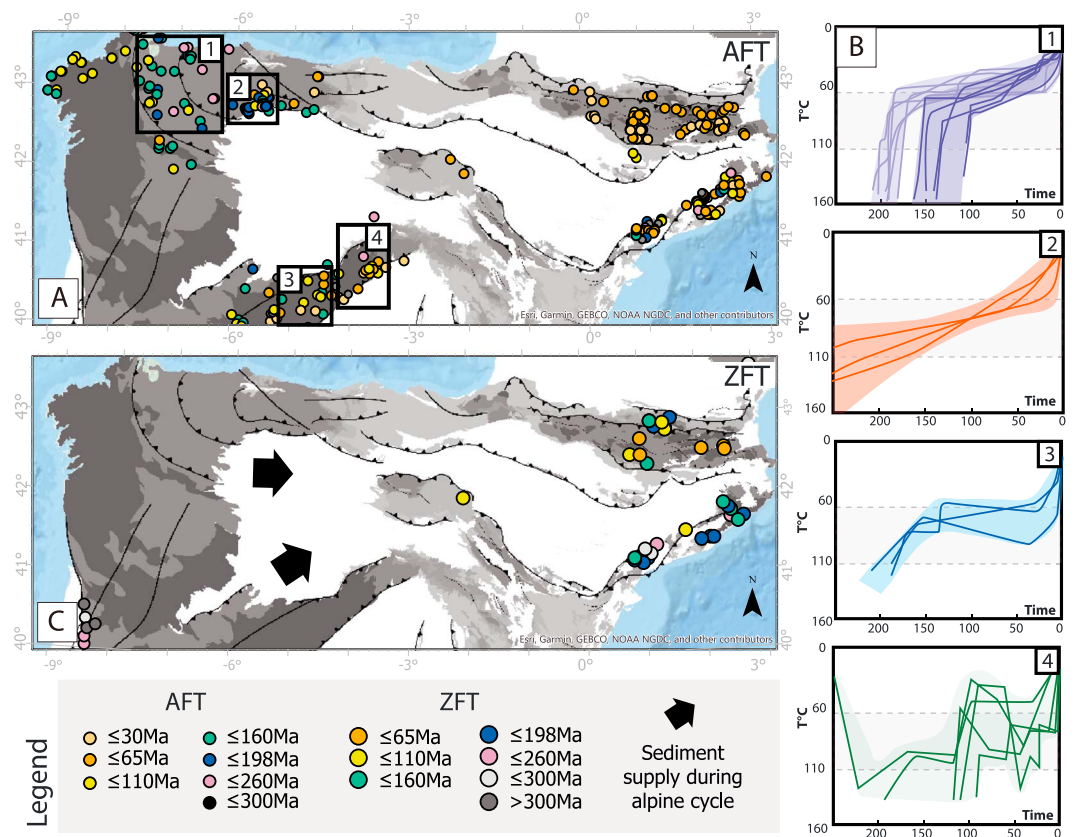 -9°
-6°
-3°
0°
3°
AFT
1
2
3
4
43°
42°
41°
40°
A
N
Esri, Garmin, GEBCO, NOAA NGDC, and other contributors
43°
42°
41°
40°
-9°
-6°
-3°
0°
3°
ZFT
43°
42°
41°
40°
C
N
Esri, Garmin, GEBCO, NOAA NGDC, and other contributors
43°
42°
41°
40°
-9°
-6°
-3°
0°
3°
B
1
0
60
110
160
T°C
Time
200
150
100
50
0
2
0
60
110
160
T°C
Time
200
150
100
50
0
3
0
60
110
160
T°C
Time
200
150
100
50
0
4
0
60
110
160
T°C
Time
200
150
100
50
0
Legend
AFT
≤30Ma
≤65Ma
≤110Ma
≤160Ma
≤198Ma
≤260Ma
≤300Ma
ZFT
≤65Ma
≤110Ma
≤160Ma
≤198Ma
≤260Ma
≤300Ma
>300Ma
Sediment
supply during
alpine cycle